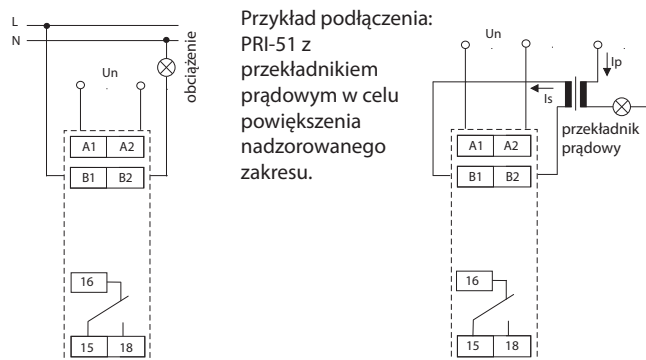 L
N
Un
obciążenie
A1 A2
B1 B2
16
15 18
Przykład podłączenia:
PRI-51 z
przekładnikiem
prądowym w celu
powiększenia
nadzorowanego
zakresu.
Un
Ip
Is
przekładnik
prądowy
A1 A2
B1 B2
16
15 18